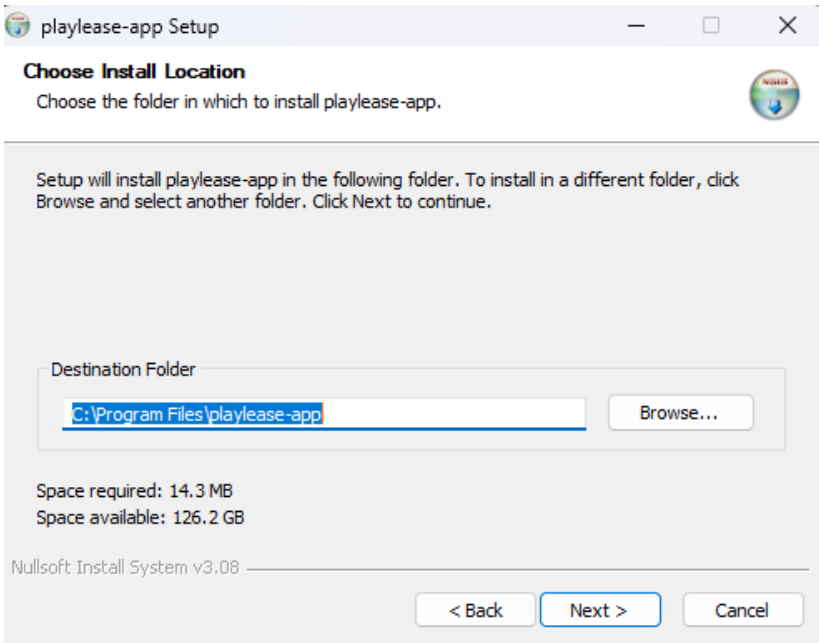 playlease-app Setup
Choose Install Location
Choose the folder in which to install playlease-app.
Setup will install playlease-app in the following folder. To install in a different folder, click
Browse and select another folder. Click Next to continue.
Destination Folder
C:\Program Files\playlease-app
Browse...
Space required: 14.3 MB
Space available: 126.2 GB
Nullsoft Install System v3.08
< Back
Next >
Cancel